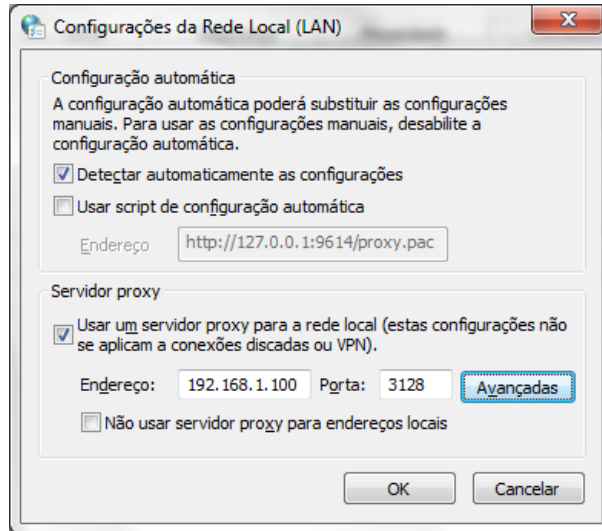 Configurações da Rede Local (LAN)
Configuração automática
A configuração automática poderá substituir as configurações
manuais. Para usar as configurações manuais, desabilite a
configuração automática.
Detectar automaticamente as configurações
Usar script de configuração automática
Endereço http://127.0.0.1:9614/proxy.pac
Servidor proxy
Usar um servidor proxy para a rede local (estas configurações não
se aplicam a conexões discadas ou VPN).
Endereço: 192.168.1.100 Porta: 3128 Avançadas
Não usar servidor proxy para endereços locais
OK Cancelar